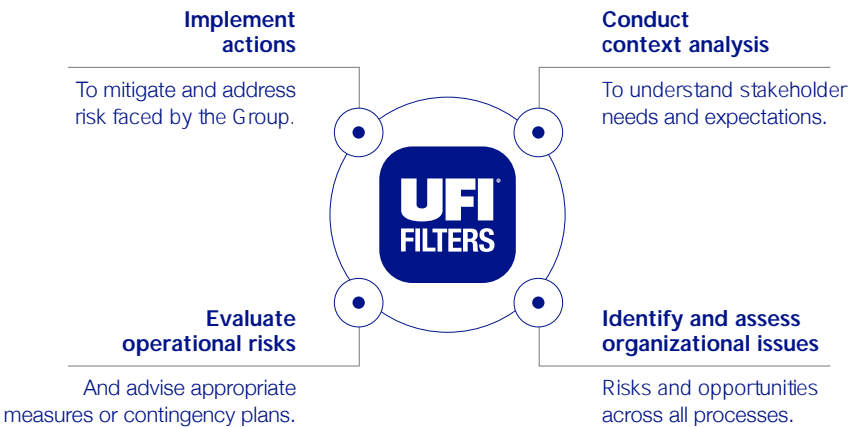 Implement
actions
To mitigate and address
risk faced by the Group.
Conduct
context analysis
To understand stakeholder
needs and expectations.
UFI®
FILTERS
Evaluate
operational risks
And advise appropriate
measures or contingency plans.
Identify and assess
organizational issues
Risks and opportunities
across all processes.